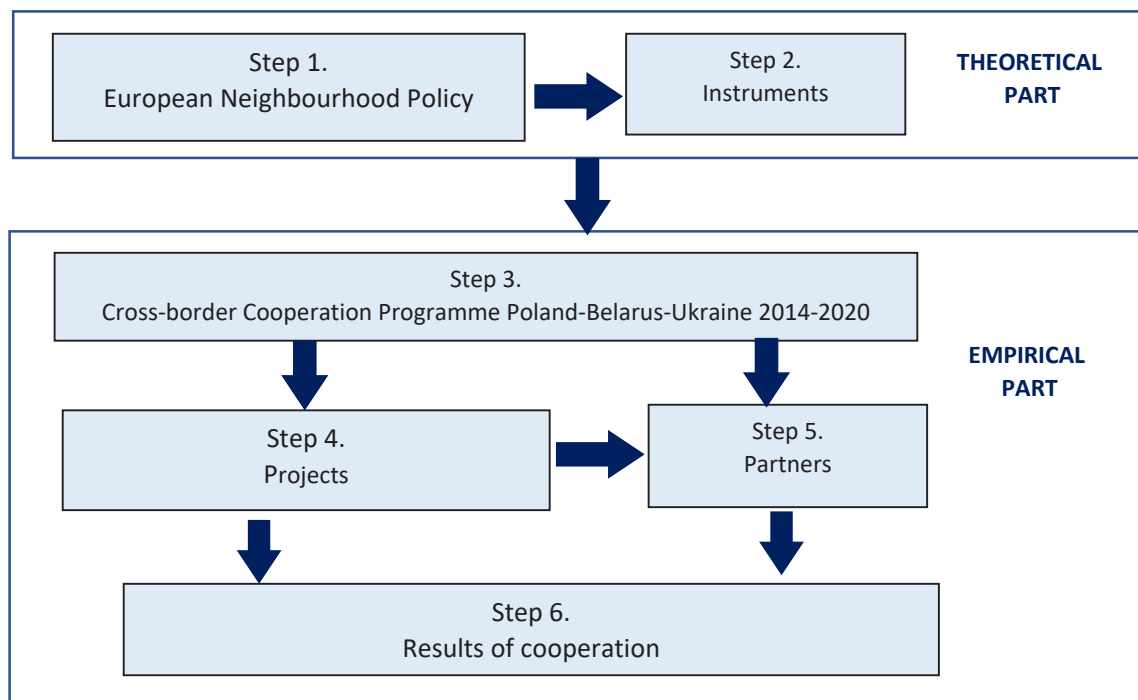 Step 1.
European Neighbourhood Policy
Step 2.
Instruments
THEORETICAL
PART
Step 3.
Cross-border Cooperation Programme Poland-Belarus-Ukraine 2014-2020
EMPIRICAL
PART
Step 4.
Projects
Step 5.
Partners
Step 6.
Results of cooperation